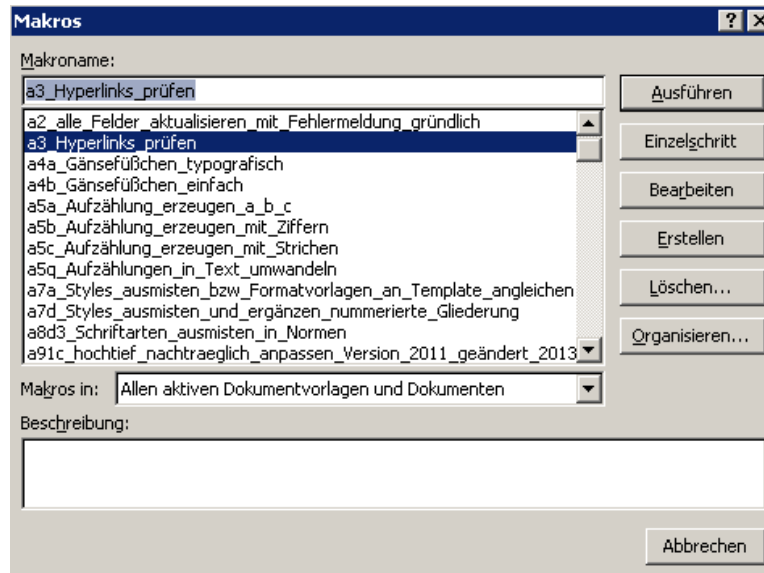 Makros
Makroname:
a3_Hyperlinks_prüfen
Ausführen
a2_alle_Felder_aktualisieren_mit_Fehlermeldung_gründlich
a3_Hyperlinks_prüfen
Einzelschritt
a4a_Gänsefüßchen_typografisch
a4b_Gänsefüßchen_einfach
Bearbeiten
a5a_Aufzählung_erzeugen_a_b_c
a5b_Aufzählung_erzeugen_mit_Ziffern
a5c_Aufzählung_erzeugen_mit_Strichen
Erstellen
a5q_Aufzählungen_in_Text_umwandeln
a7a_Styles_ausmisten_bzw_Formatvorlagen_an_Template_angleichen
Löschen...
a7d_Styles_ausmisten_und_ergänzen_nummerierte_Gliederung
a8d3_Schriftarten_ausmisten_in_Normen
Organisieren...
a91c_hochtief_nachtraeglich_anpassen_Version_2011_geändert_2013
Makros in: Allen aktiven Dokumentvorlagen und Dokumenten
Beschreibung:
Abbrechen